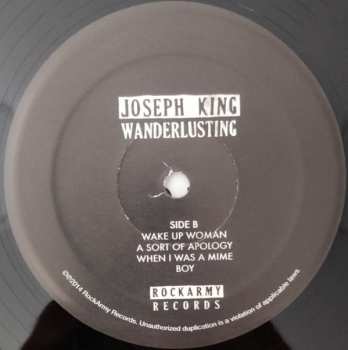 JOSEPH KING
WANDERLUSTING
SIDE B
WAKE UP WOMAN
A SORT OF APOLOGY
WHEN I WAS A MIME
BOY
ROCKARMY
RECORDS
©2014 RockArmy Records. Unauthorized duplication is a violation of applicable laws